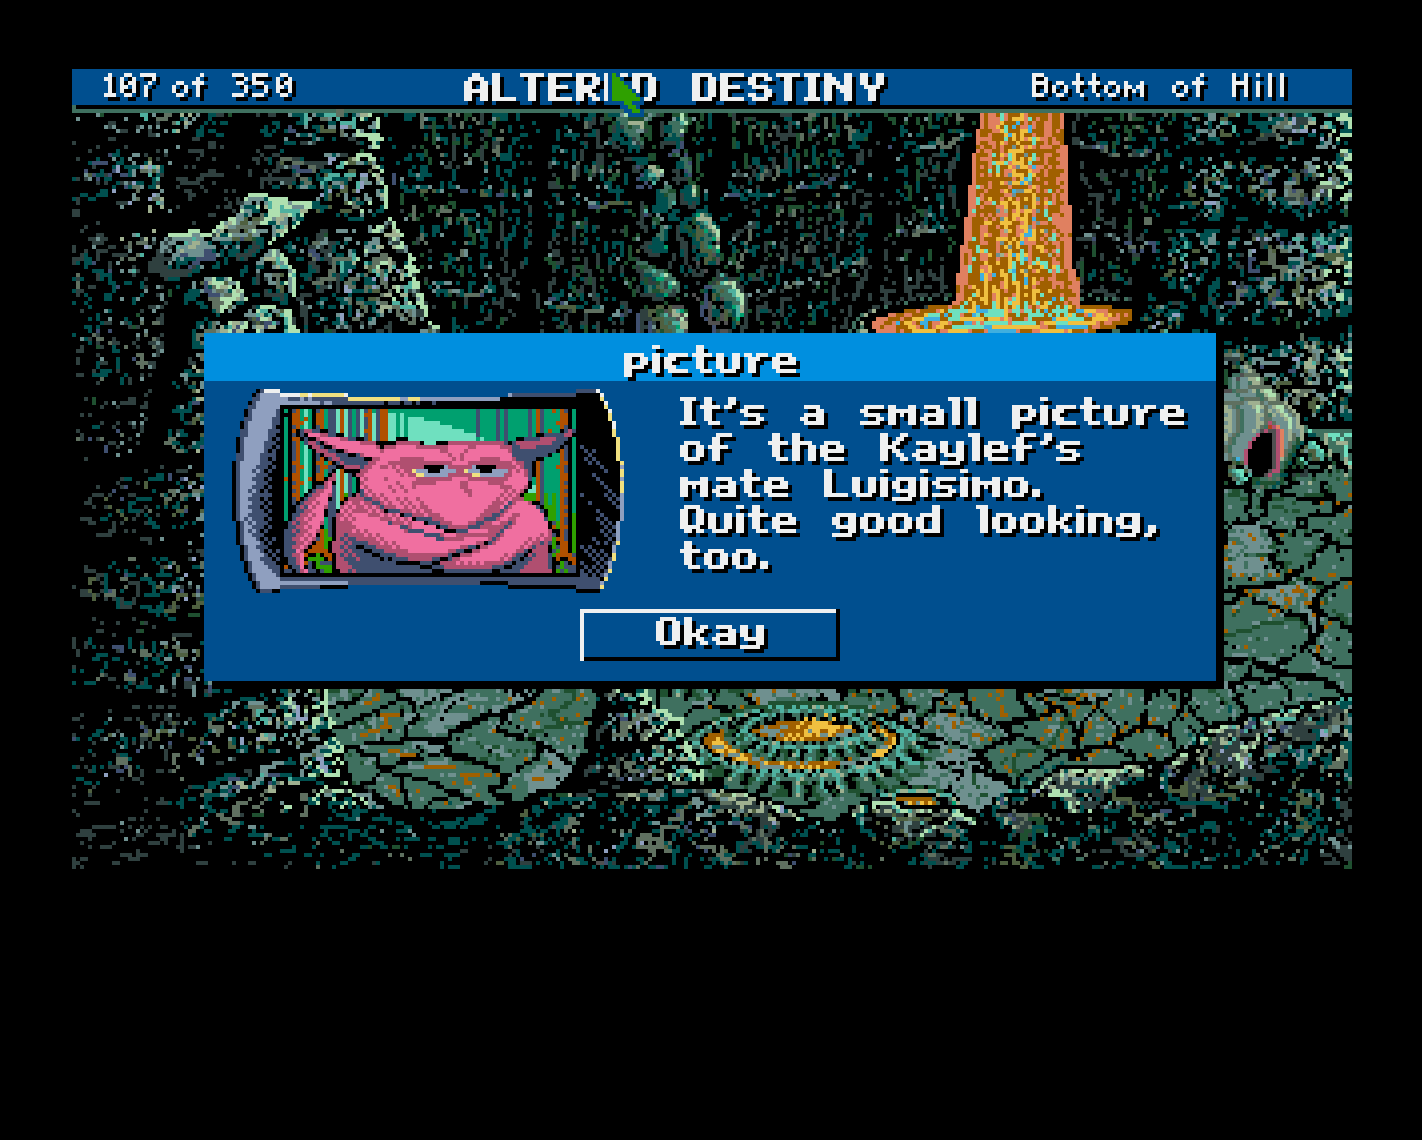 107 of 350 ALTERED DESTINY Bottom of Hill
picture
It's a small picture
of the Kaylef's
mate Luigisimo.
Quite good looking,
too.
Okay